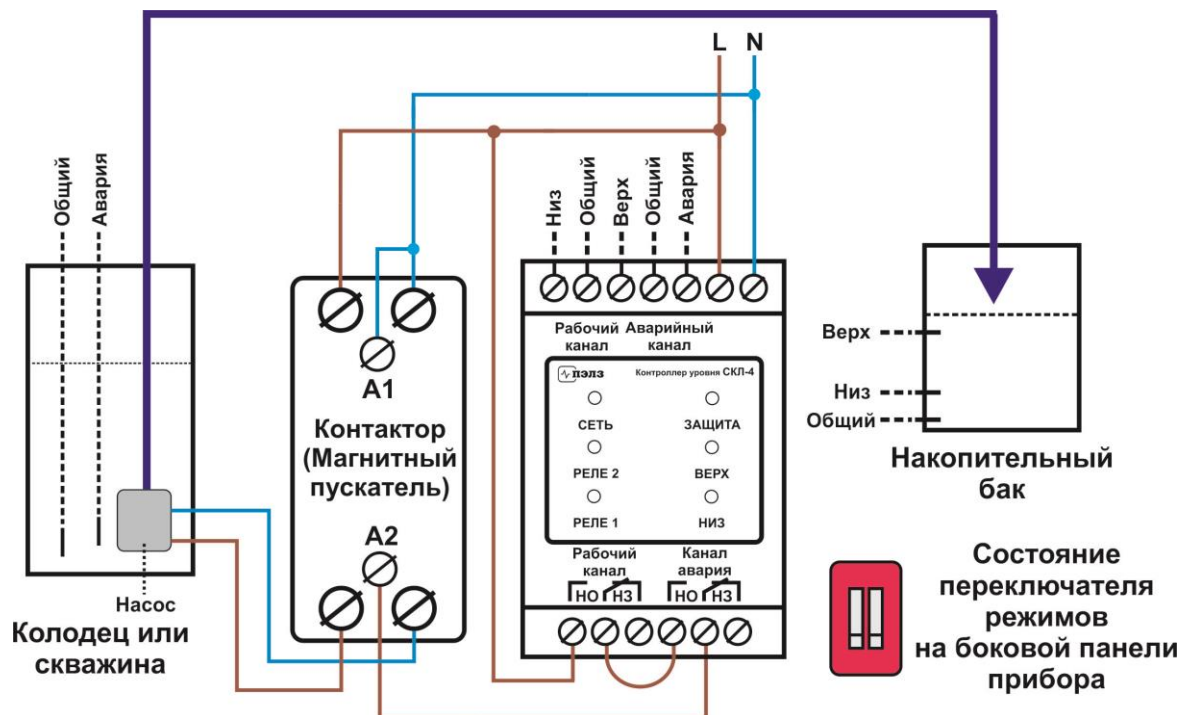 L N
Общий
Авария
Низ
Общий
Верх
Общий
Авария
Рабочий
канал
Аварийный
канал
ПЭЛЗ
Контроллер уровня СКЛ-4
СЕТЬ
ЗАЩИТА
РЕЛЕ 2
ВЕРХ
РЕЛЕ 1
НИЗ
Рабочий
канал
Канал
авария
НО НЗ
НО НЗ
A1
Контактор
(Магнитный
пускатель)
A2
Насос
Колодец или
скважина
Верх
Низ
Общий
Накопительный
бак
Состояние
переключателя
режимов
на боковой панели
прибора